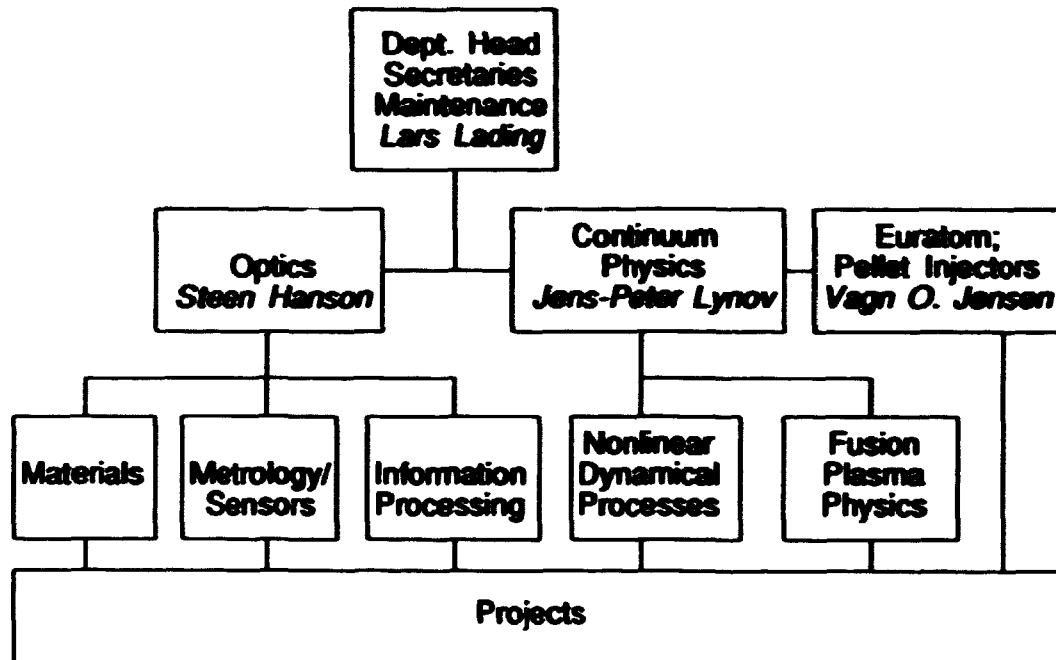 Dept. Head
Secretaries
Maintenance
Lars Lading
Optics
Steen Hanson
Continuum
Physics
Jens-Peter Lynov
Euratom;
Pellet Injectors
Vagn O. Jensen
Materials
Metrology/
Sensors
Information
Processing
Nonlinear
Dynamical
Processes
Fusion
Plasma
Physics
Projects